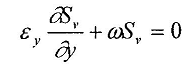 ε_y ∂S_v/∂y + ωS_v = 0